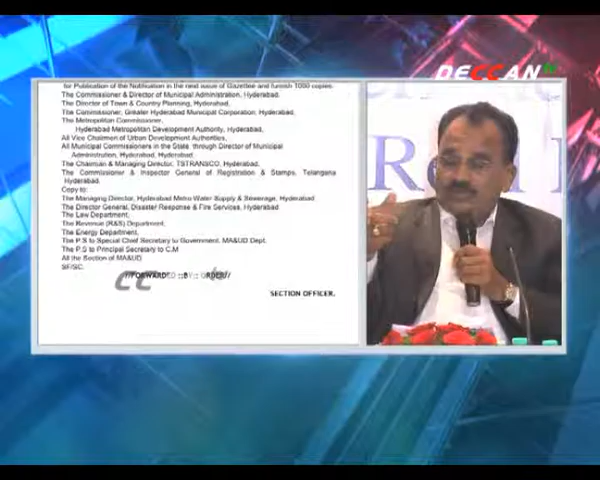 DECCAN tv
for Publication of the Notification in the next issue of Gazettee and furnish 1000 copies.
The Commissioner & Director of Municipal Administration, Hyderabad.
The Director of Town & Country Planning, Hyderabad,
The Commissioner, Greater Hyderabad Municipal Corporation, Hyderabad,
The Metropolitan Commissioner,
Hyderabad Metropolitan Development Authority, Hyderabad,
All Vice Chairmen of Urban Development Authorities,
All Municipal Commissioners in the State through Director of Municipal
Administration, Hyderabad, Hyderabad
The Chairman & Managing Director, TSTRANSCO, Hyderabad.
The Commissioner & Inspector General of Registration & Stamps, Telangana
Hyderabad.
Copy to:
The Managing Director, Hyderabad Metro Water Supply & Sewerage, Hyderabad
The Director General, Disaster Response & Fire Services, Hyderabad
The Law Department,
The Revenue (R&S) Department,
The Energy Department,
The P.S to Special Chief Secretary to Government, MA&UD Dept.
The P.S to Principal Secretary to C.M
All the Section of MA&UD
SF/SC.
//FORWARDED ::BY:: ORDER//
SECTION OFFICER.